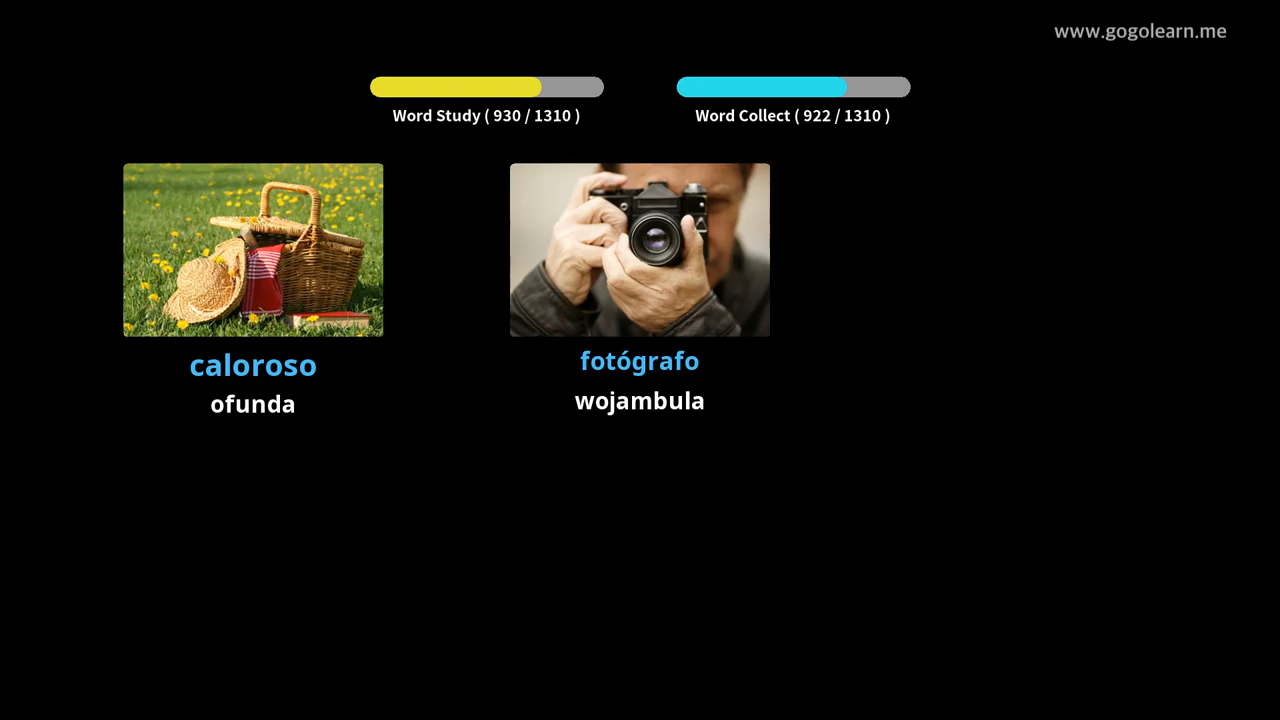 www.gogolearn.me
Word Study ( 930 / 1310 )
Word Collect ( 922 / 1310 )
caloroso
ofunda
fotógrafo
wojambula